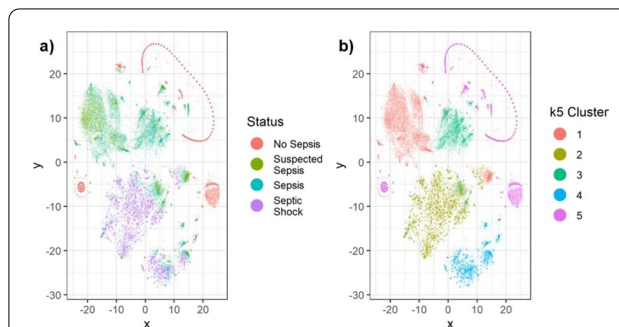 a)
y
20
10
0
-10
-20
-30
-20 -10 0 10 20
x
Status
No Sepsis
Suspected
Sepsis
Sepsis
Septic
Shock
b)
y
20
10
0
-10
-20
-30
-20 -10 0 10 20
x
k5 Cluster
1
2
3
4
5